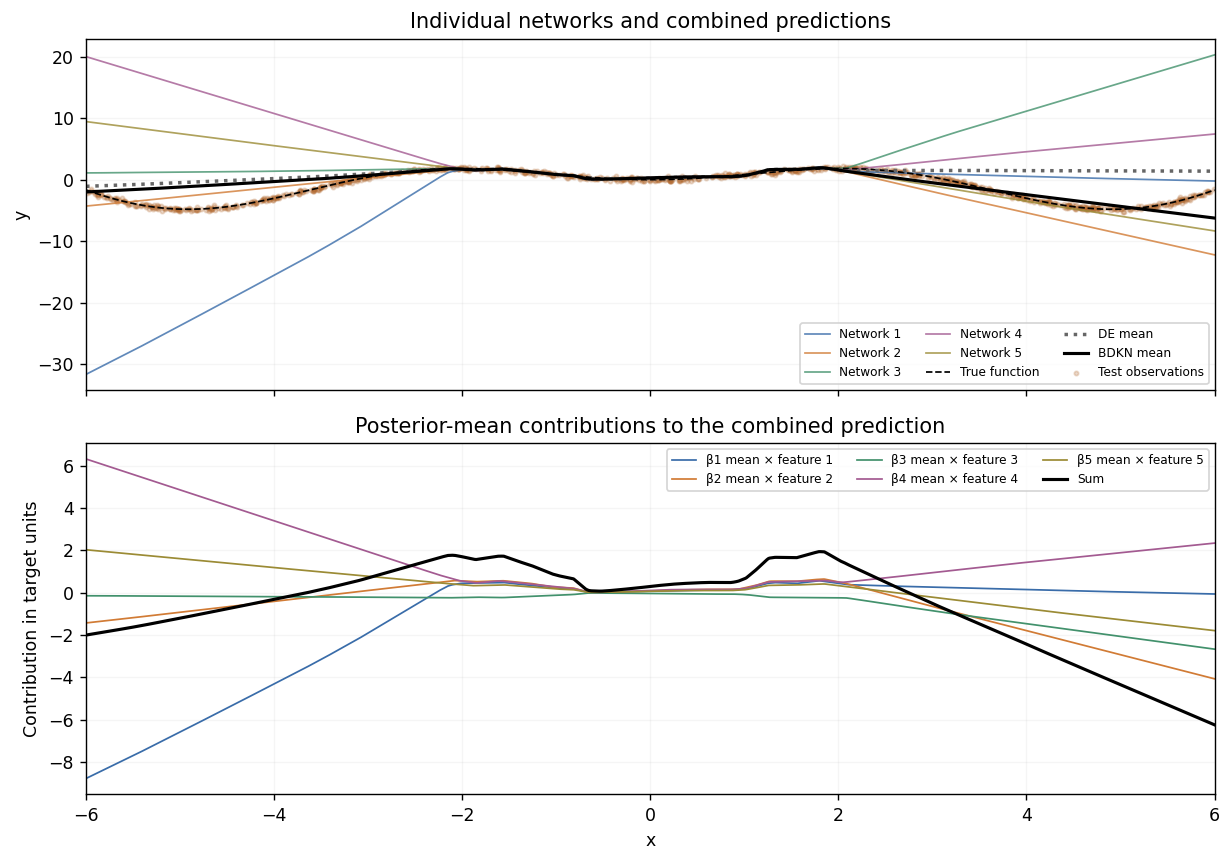 Individual networks and combined predictions
20
10
0
−10
−20
−30
y
Network 1 Network 4 DE mean
Network 2 Network 5 BDKN mean
Network 3 True function Test observations
Posterior-mean contributions to the combined prediction
6
4
2
0
−2
−4
−6
−8
Contribution in target units
β1 mean × feature 1 β3 mean × feature 3 β5 mean × feature 5
β2 mean × feature 2 β4 mean × feature 4 Sum
−6 −4 −2 0 2 4 6
x